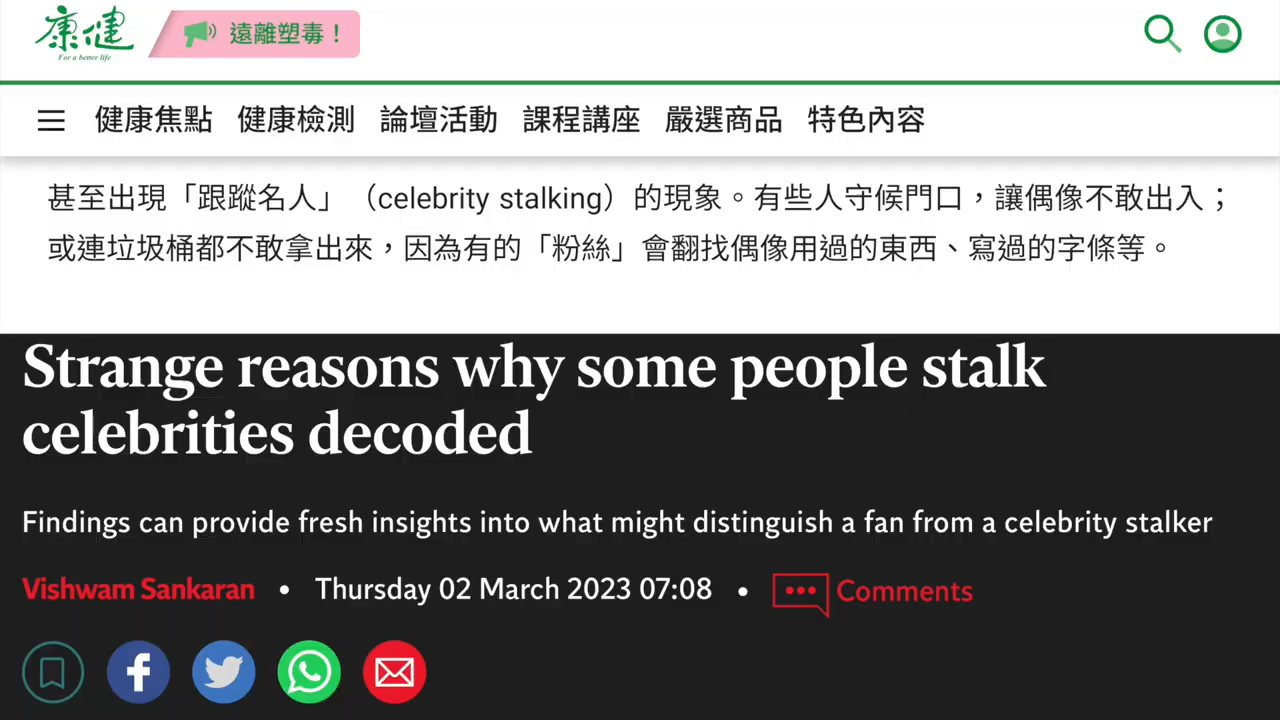 康健
For a better life
遠離塑毒！
健康焦點 健康檢測 論壇活動 課程講座 嚴選商品 特色內容
甚至出現「跟蹤名人」（celebrity stalking）的現象。有些人守候門口，讓偶像不敢出入；
或連垃圾桶都不敢拿出來，因為有的「粉絲」會翻找偶像用過的東西、寫過的字條等。
Strange reasons why some people stalk
celebrities decoded
Findings can provide fresh insights into what might distinguish a fan from a celebrity stalker
Vishwam Sankaran • Thursday 02 March 2023 07:08 • Comments